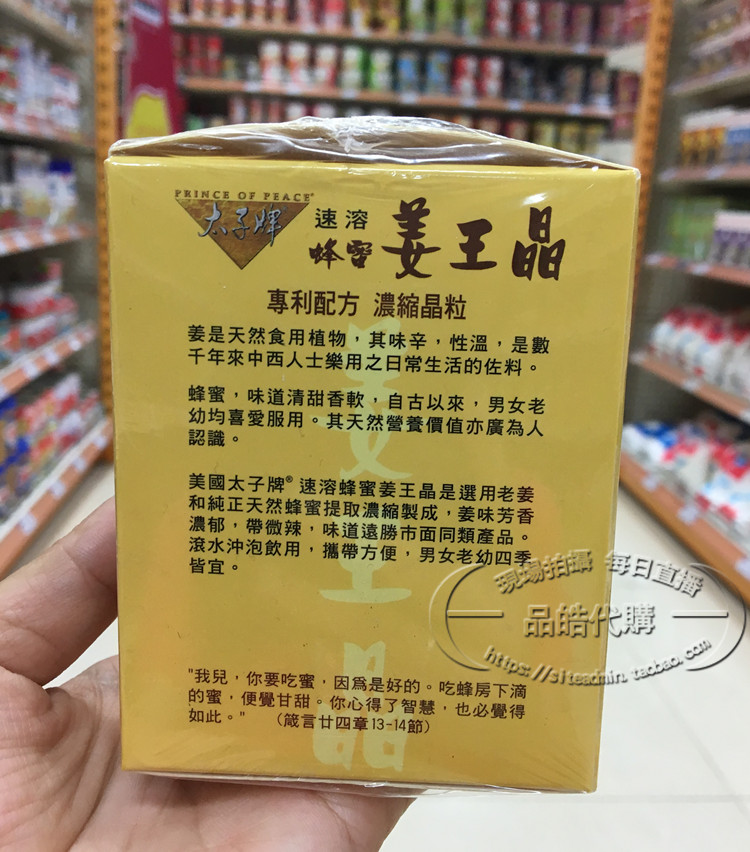 PRINCE OF PEACE®
太子牌
速溶
蜂蜜
姜王晶
專利配方 濃縮晶粒
姜是天然食用植物，其味辛，性溫，是數
千年來中西人士樂用之日常生活的佐料。
蜂蜜，味道清甜香軟，自古以來，男女老
幼均喜愛服用。其天然營養價值亦廣為人
認識。
美國太子牌® 速溶蜂蜜姜王晶是選用老姜
和純正天然蜂蜜提取濃縮製成，姜味芳香
濃郁，帶微辣，味道遠勝市面同類產品。
滾水沖泡飲用，攜帶方便，男女老幼四季
皆宜。
姜王晶
"我兒，你要吃蜜，因爲是好的。吃蜂房下滴
的蜜，便覺甘甜。你心得了智慧，也必覺得
如此。" （箴言廿四章13-14節）
現場拍攝 每日直播
品皓代購
https://siteadmin.taobao.com